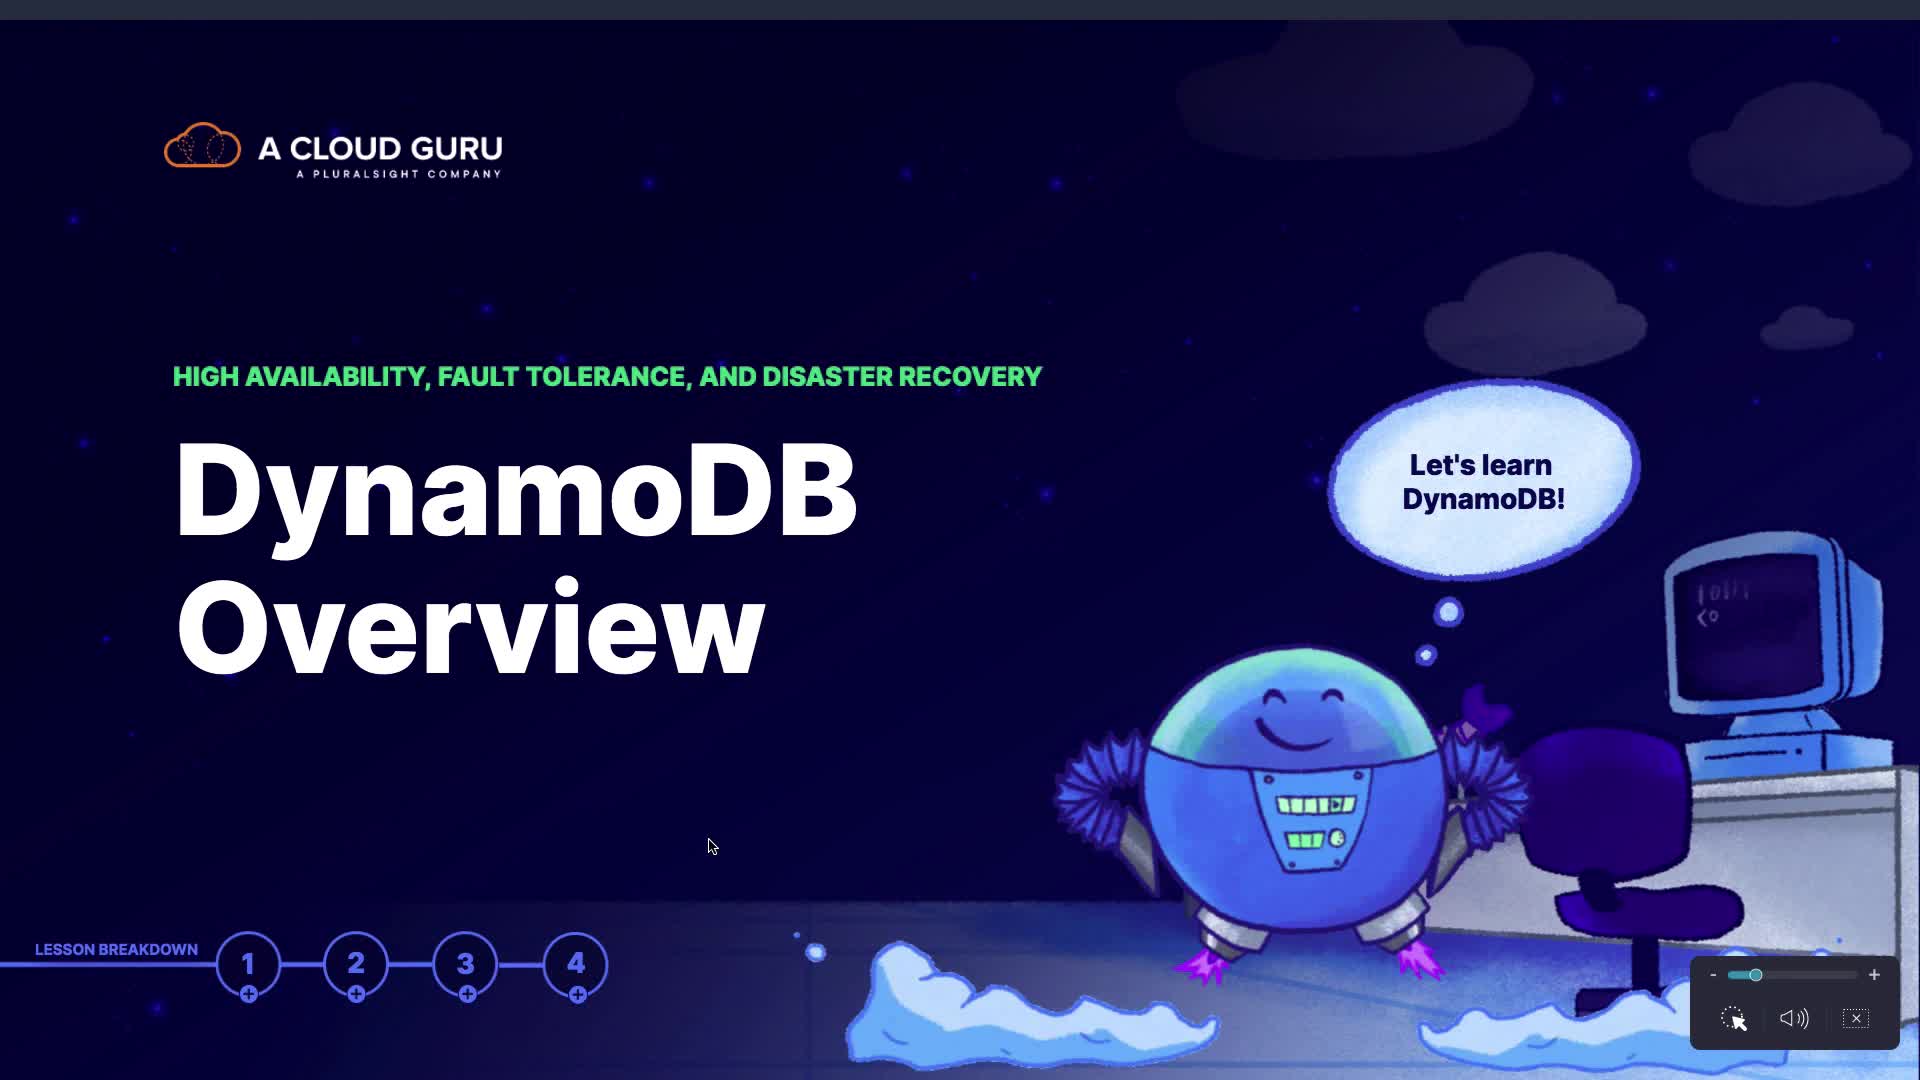 A CLOUD GURU
A PLURALSIGHT COMPANY
HIGH AVAILABILITY, FAULT TOLERANCE, AND DISASTER RECOVERY
DynamoDB
Overview
Let's learn
DynamoDB!
LESSON BREAKDOWN
1
2
3
4